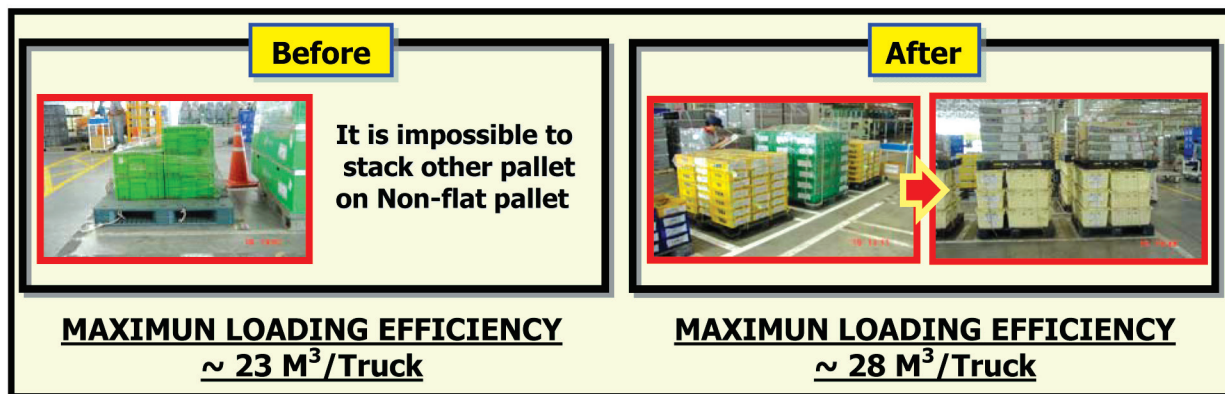 Before
It is impossible to
stack other pallet
on Non-flat pallet
MAXIMUN LOADING EFFICIENCY
~ 23 M³/Truck
After
MAXIMUN LOADING EFFICIENCY
~ 28 M³/Truck